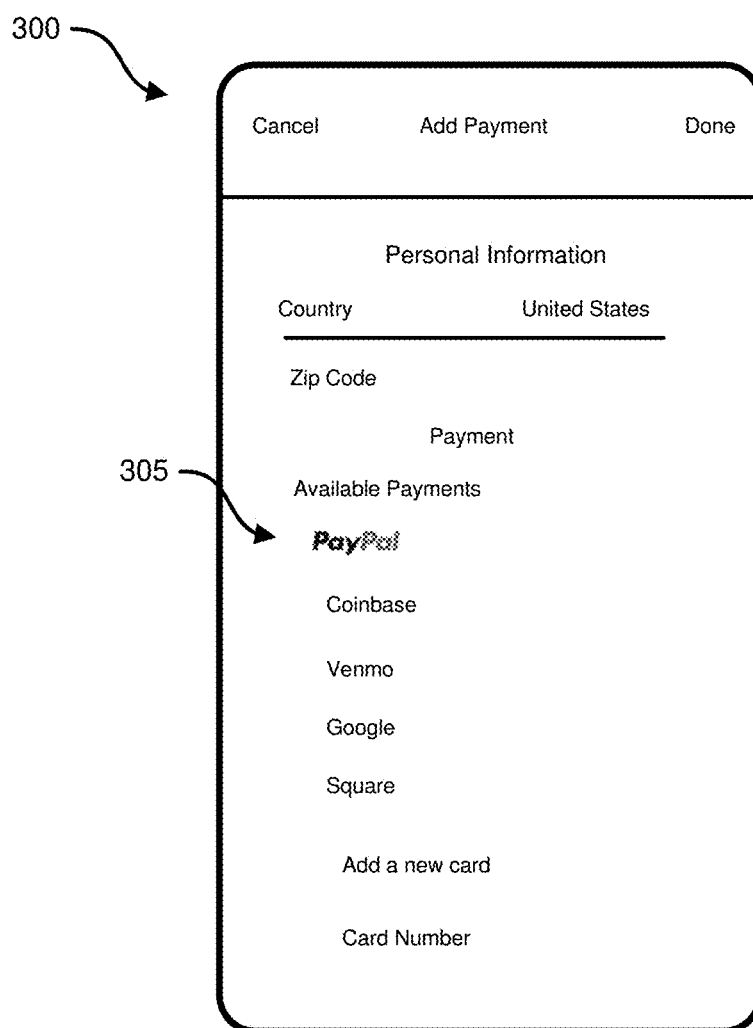 300
Cancel Add Payment Done
Personal Information
Country United States
Zip Code
Payment
305
Available Payments
PayPal
Coinbase
Venmo
Google
Square
Add a new card
Card Number